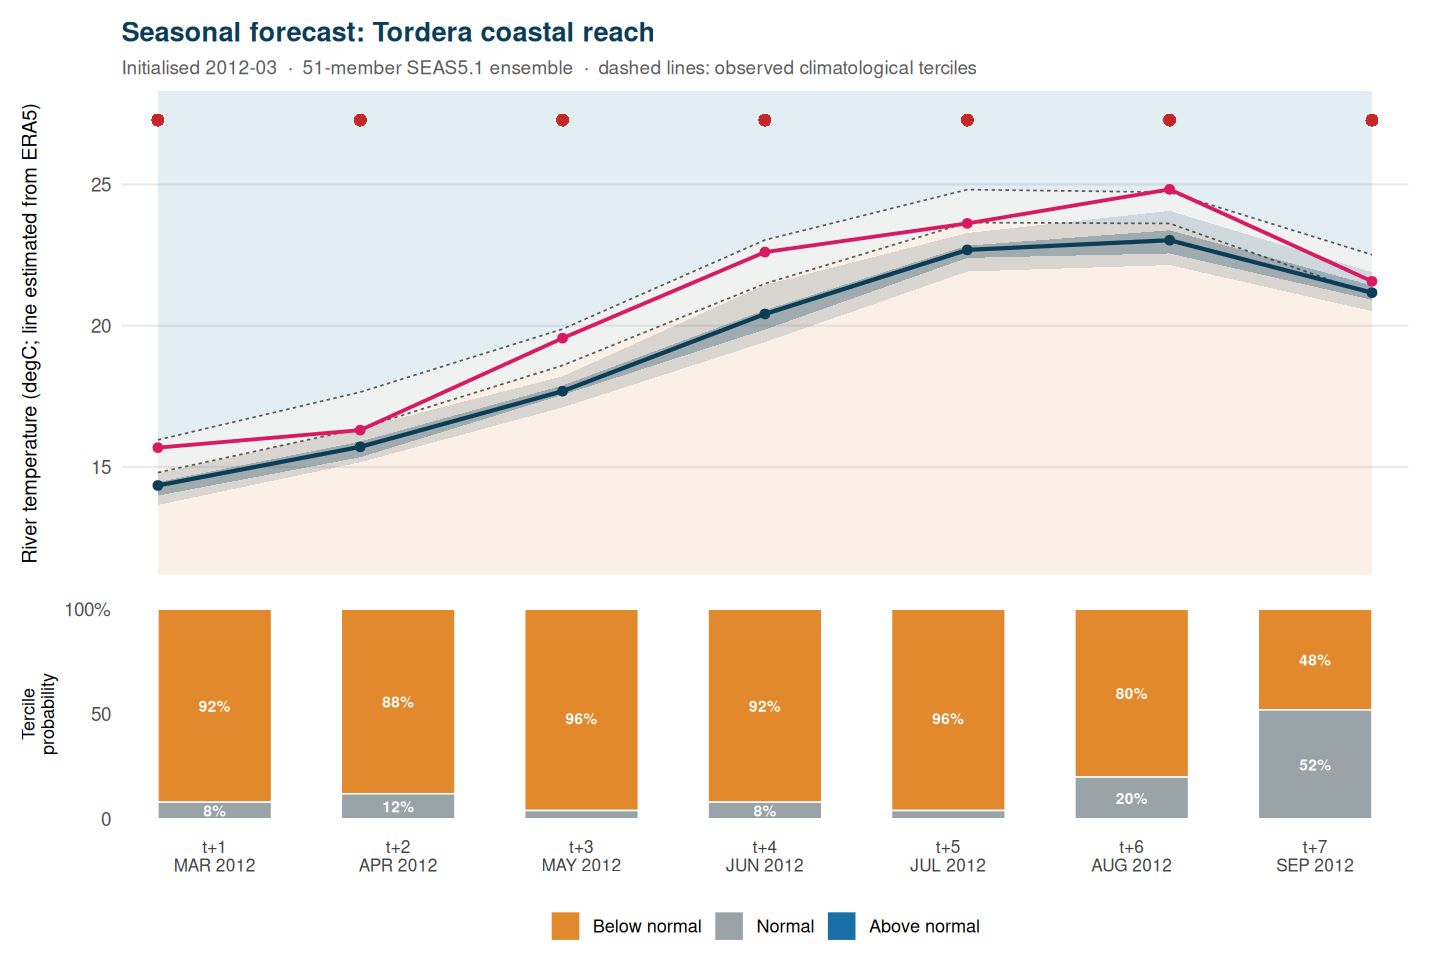 Seasonal forecast: Tordera coastal reach
Initialised 2012-03 · 51-member SEAS5.1 ensemble · dashed lines: observed climatological terciles
River temperature (degC; line estimated from ERA5)
25
20
15
Tercile
probability
100%
50
0
92%
88%
96%
92%
96%
80%
48%
8%
12%
8%
20%
52%
t+1
MAR 2012
t+2
APR 2012
t+3
MAY 2012
t+4
JUN 2012
t+5
JUL 2012
t+6
AUG 2012
t+7
SEP 2012
Below normal
Normal
Above normal